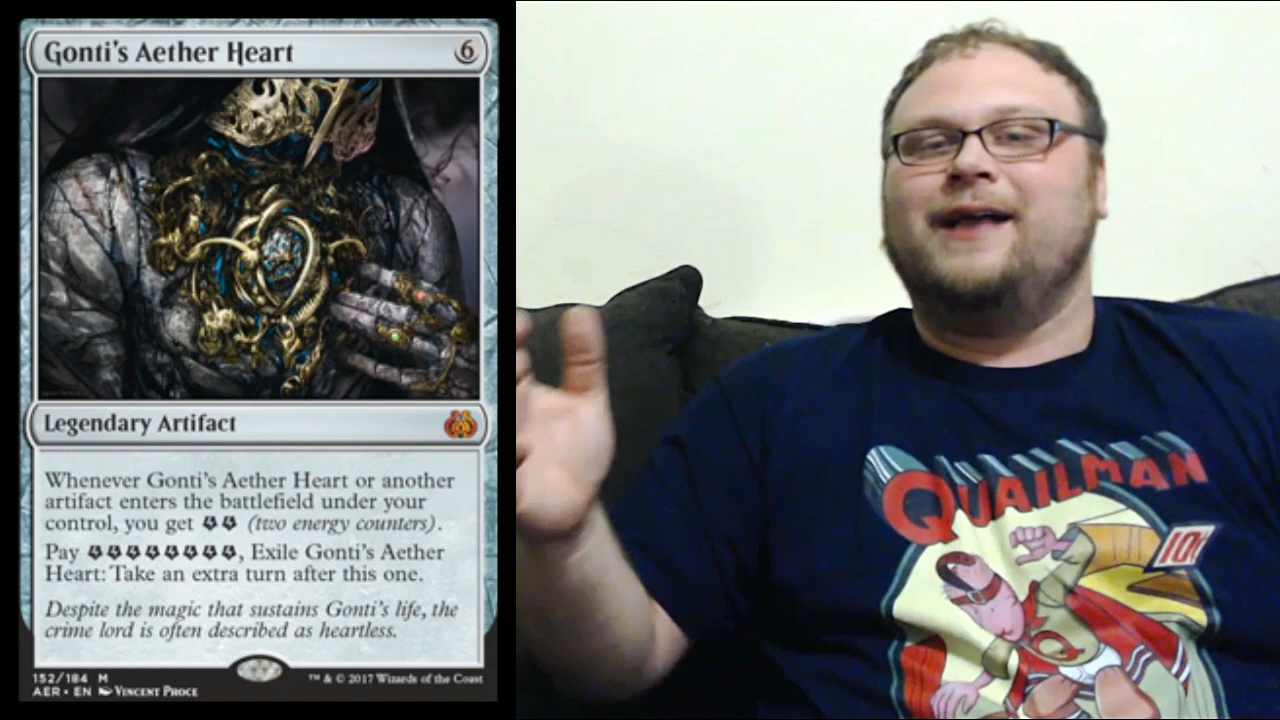 Gonti's Aether Heart 6
Legendary Artifact
Whenever Gonti's Aether Heart or another
artifact enters the battlefield under your
control, you get (two energy counters).
Pay , Exile Gonti's Aether
Heart: Take an extra turn after this one.
Despite the magic that sustains Gonti's life, the
crime lord is often described as heartless.
152/184 M
AER • EN VINCENT PROCE
™ & © 2017 Wizards of the Coast
QUAILMAN
10¢